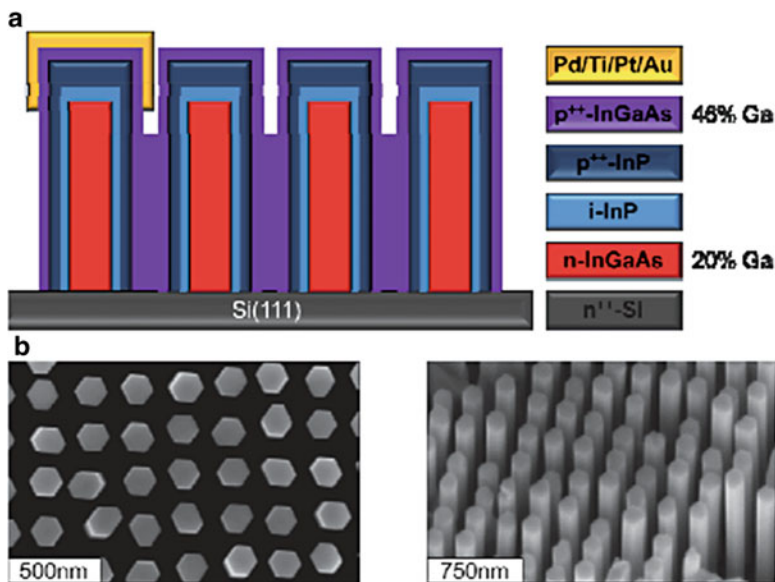 a
Pd/Ti/Pt/Au
p⁺⁺-InGaAs 46% Ga
p⁺⁺-InP
i-InP
n-InGaAs 20% Ga
n⁺⁺-Si
Si(111)
b
500nm
750nm